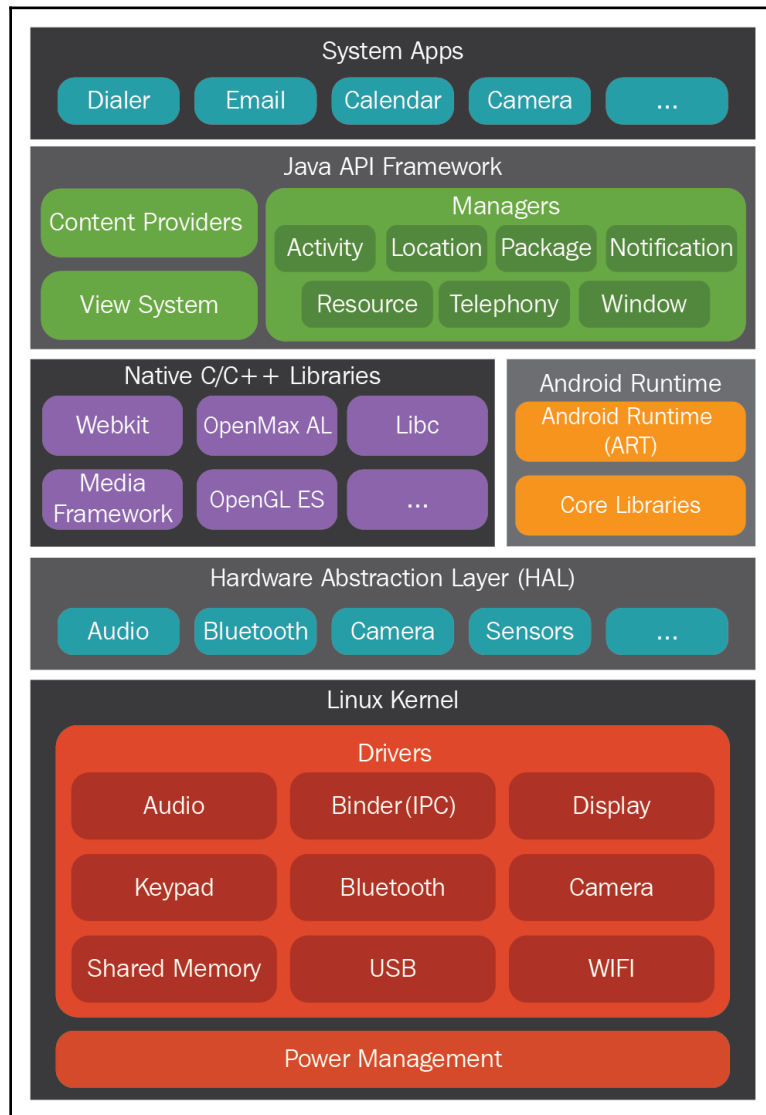 System Apps
Dialer Email Calendar Camera ...
Java API Framework
Content Providers
View System
Managers
Activity Location Package Notification
Resource Telephony Window
Native C/C++ Libraries
Webkit OpenMax AL Libc
Media
Framework OpenGL ES ...
Android Runtime
Android Runtime
(ART)
Core Libraries
Hardware Abstraction Layer (HAL)
Audio Bluetooth Camera Sensors ...
Linux Kernel
Drivers
Audio Binder(IPC) Display
Keypad Bluetooth Camera
Shared Memory USB WIFI
Power Management